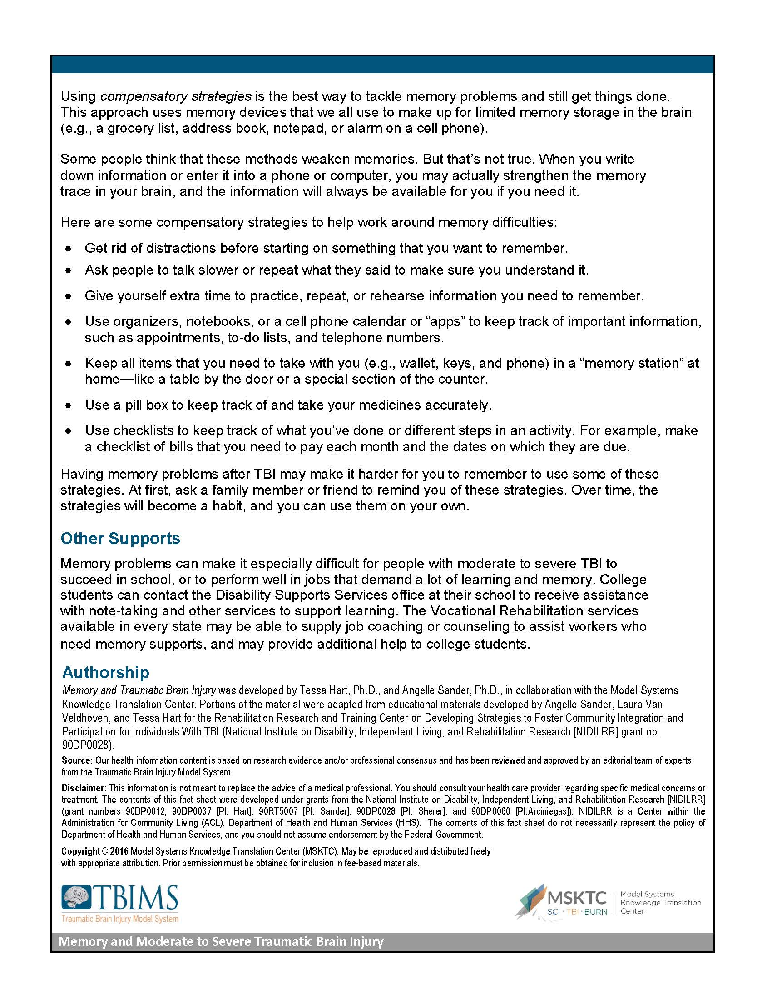 Using compensatory strategies is the best way to tackle memory problems and still get things done.
This approach uses memory devices that we all use to make up for limited memory storage in the brain
(e.g., a grocery list, address book, notepad, or alarm on a cell phone).
Some people think that these methods weaken memories. But that’s not true. When you write
down information or enter it into a phone or computer, you may actually strengthen the memory
trace in your brain, and the information will always be available for you if you need it.
Here are some compensatory strategies to help work around memory difficulties:
• Get rid of distractions before starting on something that you want to remember.
• Ask people to talk slower or repeat what they said to make sure you understand it.
• Give yourself extra time to practice, repeat, or rehearse information you need to remember.
• Use organizers, notebooks, or a cell phone calendar or “apps” to keep track of important information,
such as appointments, to-do lists, and telephone numbers.
• Keep all items that you need to take with you (e.g., wallet, keys, and phone) in a “memory station” at
home—like a table by the door or a special section of the counter.
• Use a pill box to keep track of and take your medicines accurately.
• Use checklists to keep track of what you’ve done or different steps in an activity. For example, make
a checklist of bills that you need to pay each month and the dates on which they are due.
Having memory problems after TBI may make it harder for you to remember to use some of these
strategies. At first, ask a family member or friend to remind you of these strategies. Over time, the
strategies will become a habit, and you can use them on your own.
Other Supports
Memory problems can make it especially difficult for people with moderate to severe TBI to
succeed in school, or to perform well in jobs that demand a lot of learning and memory. College
students can contact the Disability Supports Services office at their school to receive assistance
with note-taking and other services to support learning. The Vocational Rehabilitation services
available in every state may be able to supply job coaching or counseling to assist workers who
need memory supports, and may provide additional help to college students.
Authorship
Memory and Traumatic Brain Injury was developed by Tessa Hart, Ph.D., and Angelle Sander, Ph.D., in collaboration with the Model Systems
Knowledge Translation Center. Portions of the material were adapted from educational materials developed by Angelle Sander, Laura Van
Veldhoven, and Tessa Hart for the Rehabilitation Research and Training Center on Developing Strategies to Foster Community Integration and
Participation for Individuals With TBI (National Institute on Disability, Independent Living, and Rehabilitation Research [NIDILRR] grant no.
90DP0028).
Source: Our health information content is based on research evidence and/or professional consensus and has been reviewed and approved by an editorial team of experts
from the Traumatic Brain Injury Model System.
Disclaimer: This information is not meant to replace the advice of a medical professional. You should consult your health care provider regarding specific medical concerns or
treatment. The contents of this fact sheet were developed under grants from the National Institute on Disability, Independent Living, and Rehabilitation Research [NIDILRR]
(grant numbers 90DP0012, 90DP0037 [PI: Hart], 90RT5007 [PI: Sander], 90DP0028 [PI: Sherer], and 90DP0060 [PI:Arciniegas]). NIDILRR is a Center within the
Administration for Community Living (ACL), Department of Health and Human Services (HHS). The contents of this fact sheet do not necessarily represent the policy of
Department of Health and Human Services, and you should not assume endorsement by the Federal Government.
Copyright © 2016 Model Systems Knowledge Translation Center (MSKTC). May be reproduced and distributed freely
with appropriate attribution. Prior permission must be obtained for inclusion in fee-based materials.
TBIMS
Traumatic Brain Injury Model System
MSKTC
SCI · TBI · BURN
Model Systems
Knowledge Translation
Center
Memory and Moderate to Severe Traumatic Brain Injury